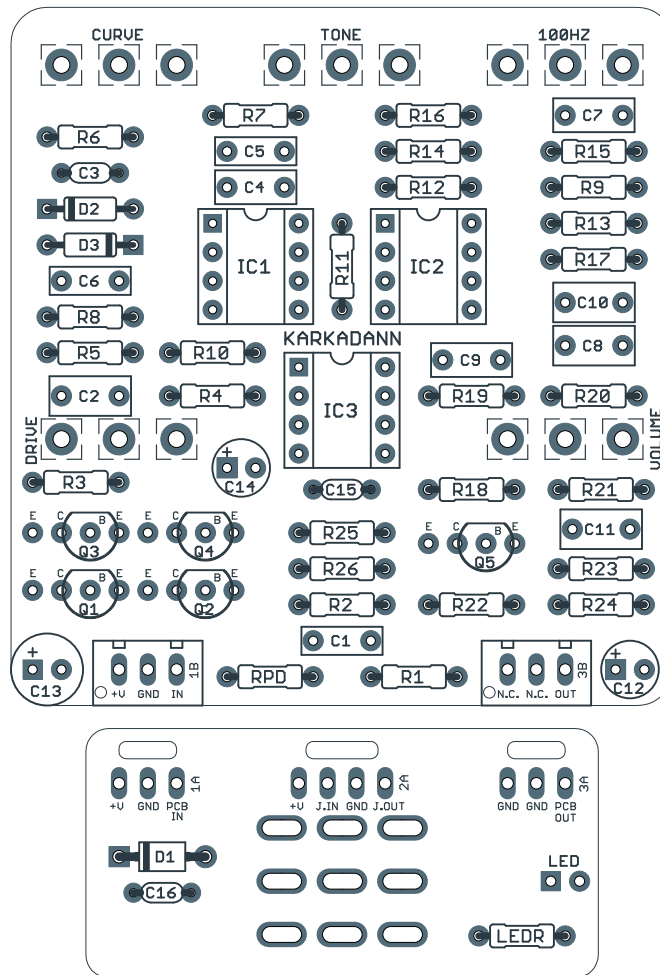 CURVE TONE 100HZ
R7 R16 C7
R6 C5 R14 R15
C3 C4 R12 R9
D2 R13
D3 IC1 R11 IC2 R17
C6
R8 C10
KARKADANN
R5 R10 C9 C8
C2 R4 IC3 R19 R20
DRIVE VOLUME
+
R3 C14 C15 R18 R21
E C B E E C B E R25 E C B E C11
Q3 Q4 Q5
E C B E E C B E R26 R23
Q1 Q2 R2 R22 R24
+ C1 +
C13 1B RPD R1 3B C12
+V GND IN N.C. N.C. OUT
1A 2A 3A
+V GND PCB IN +V J.IN GND J.OUT GND GND PCB OUT
D1 LED
C16
LEDR